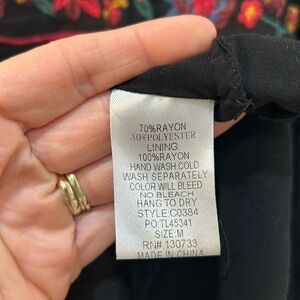 70%RAYON
30%POLYESTER
LINING
100%RAYON
HAND WASH COLD
WASH SEPARATELY
COLOR WILL BLEED
NO BLEACH
HANG TO DRY
STYLE:C0384
PO:TL45341
SIZE:M
RN#:130733
MADE IN CHINA